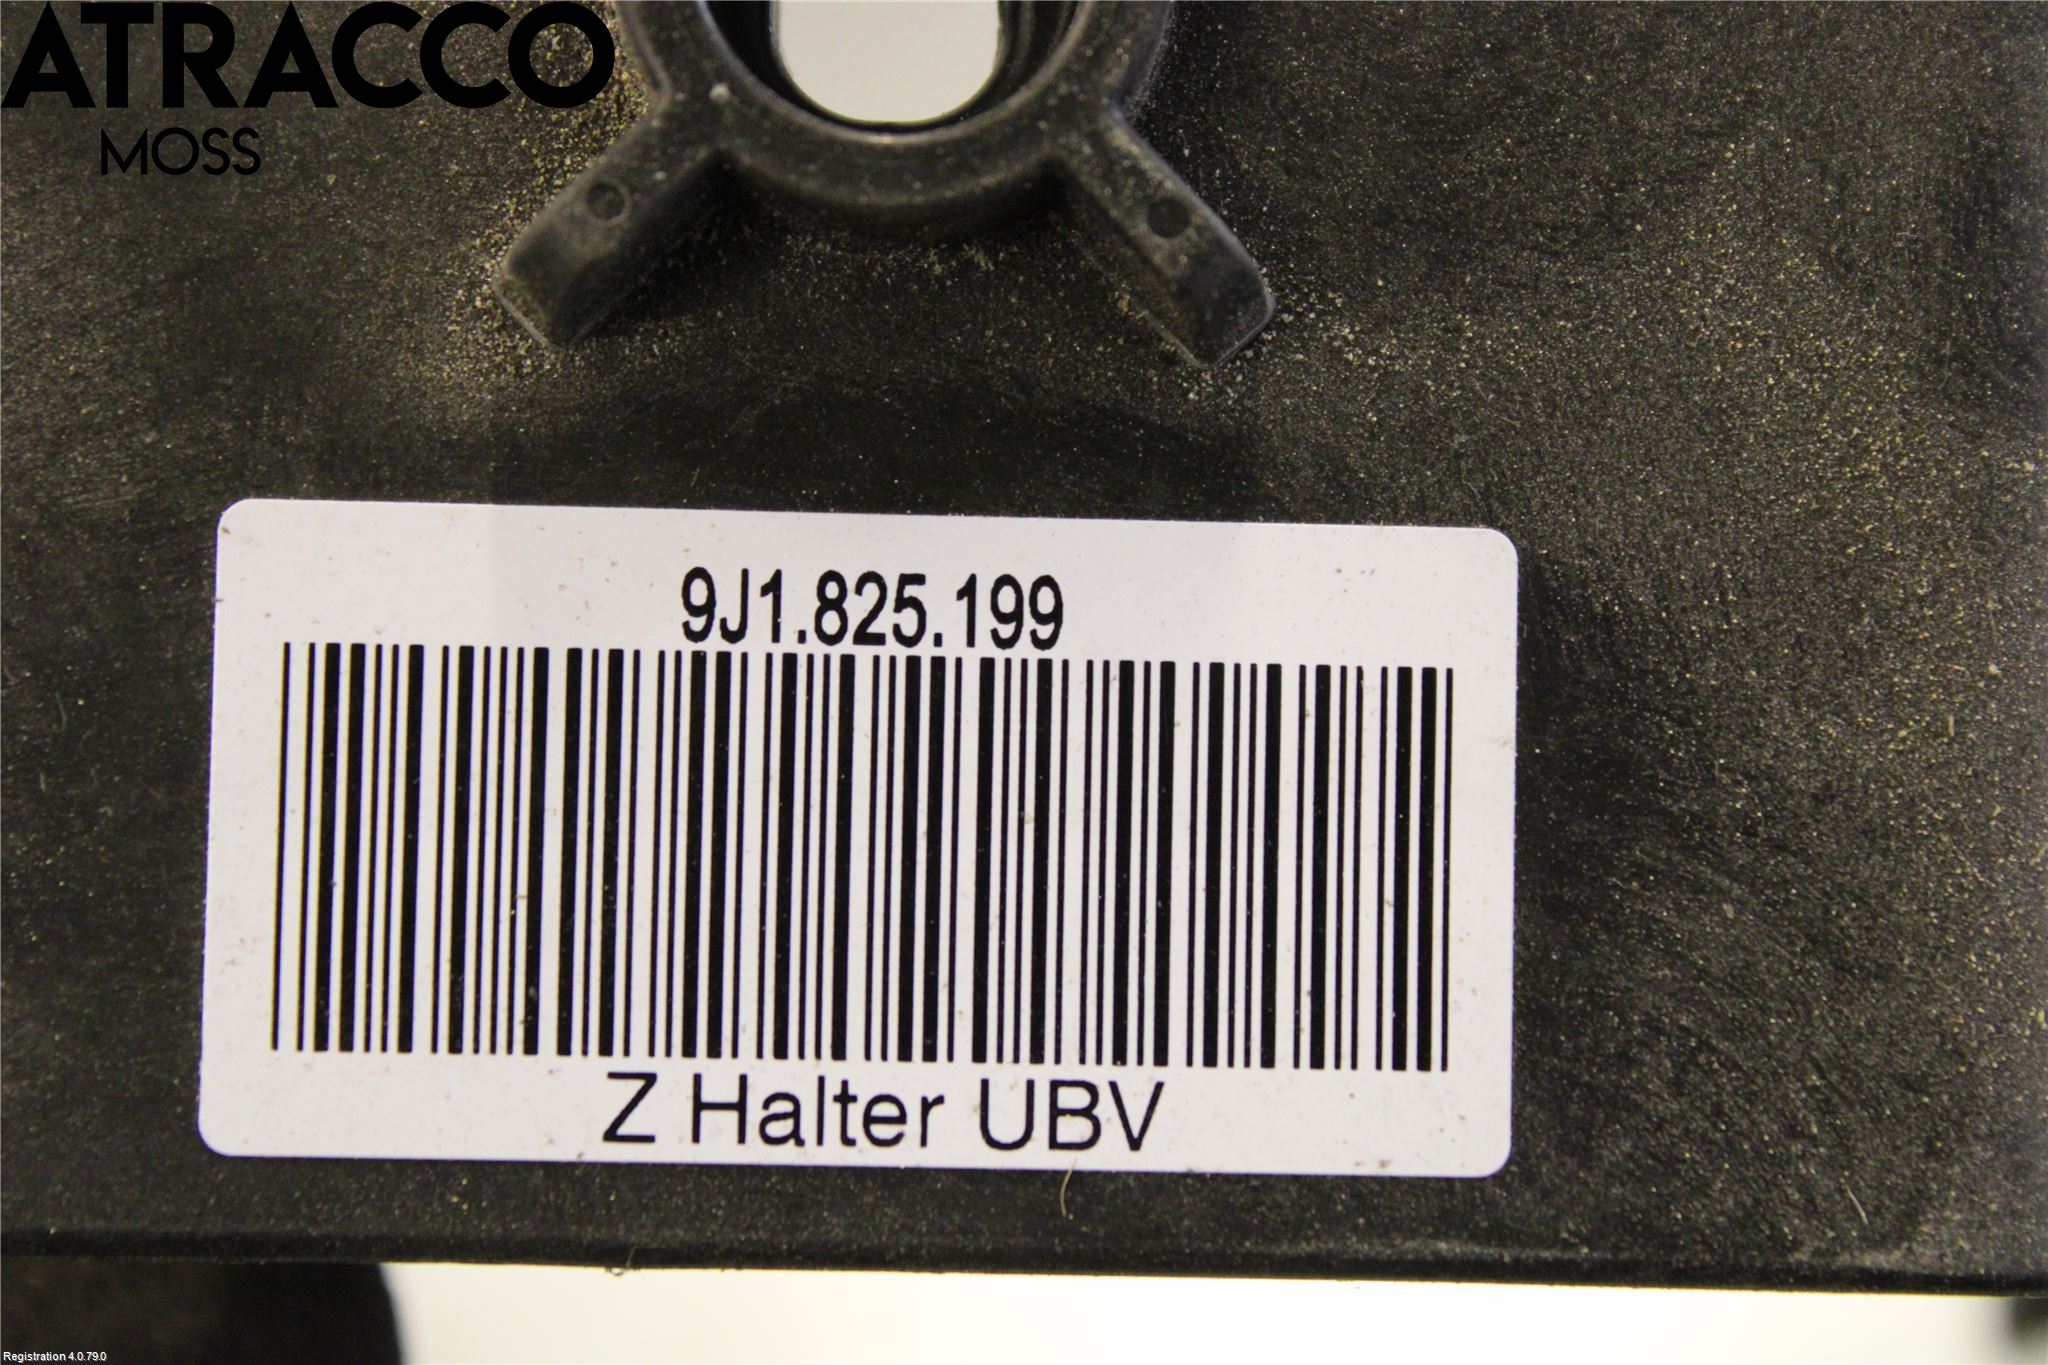 ATRACCO
MOSS
9J1.825.199
Z Halter UBV
Registration 4.0.79.0